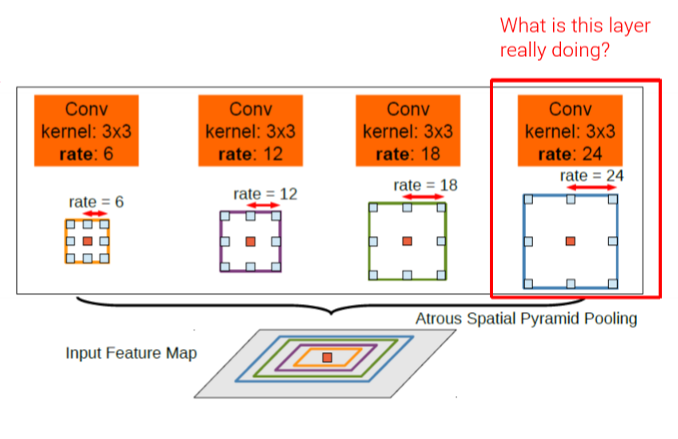 What is this layer
really doing?
Conv
kernel: 3x3
rate: 6
Conv
kernel: 3x3
rate: 12
Conv
kernel: 3x3
rate: 18
Conv
kernel: 3x3
rate: 24
rate = 6
rate = 12
rate = 18
rate = 24
Atrous Spatial Pyramid Pooling
Input Feature Map